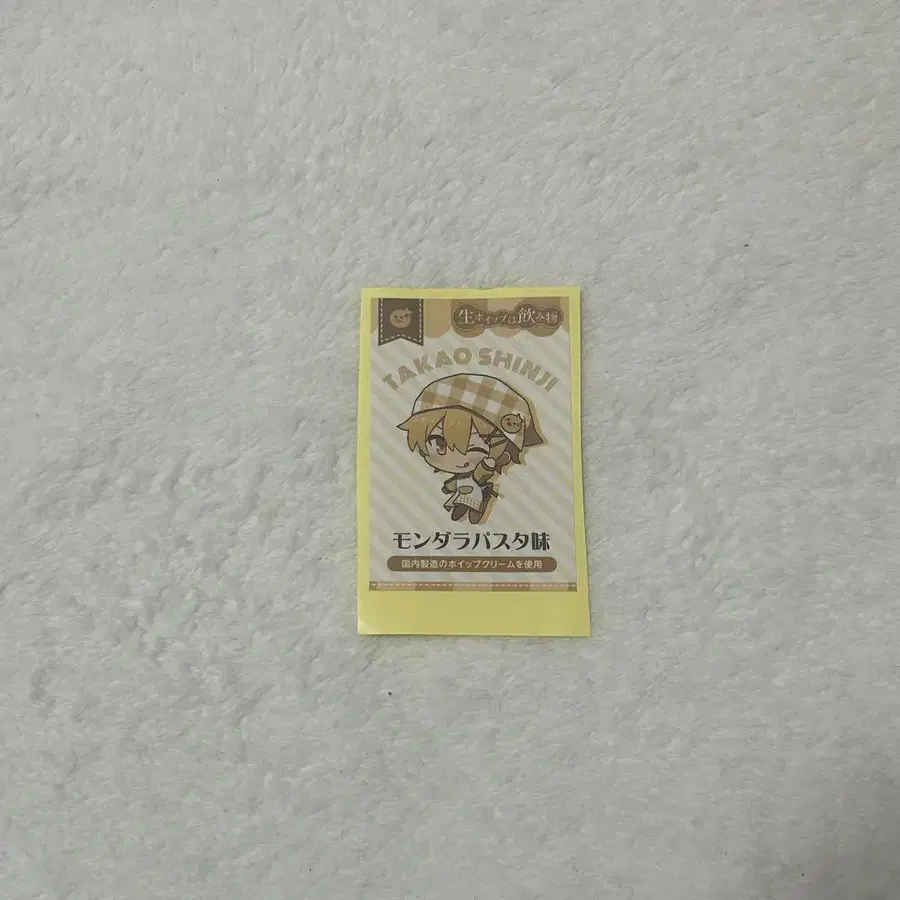 生ホイップは飲み物
TAKAO SHINJI
モンダラパスタ味
国内製造のホイップクリームを使用